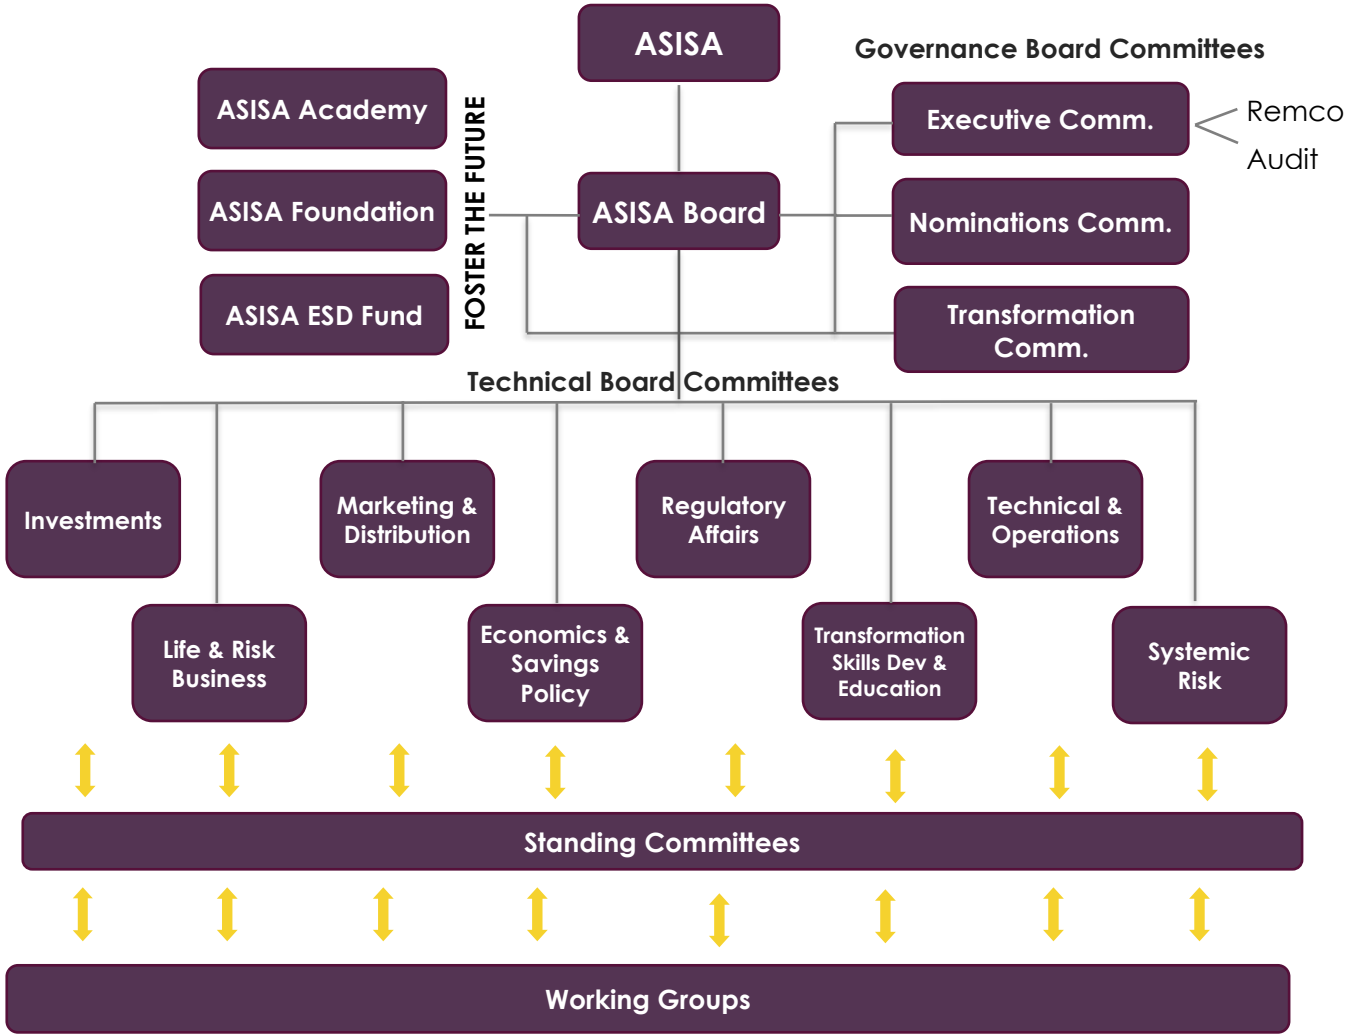 ASISA
Governance Board Committees
ASISA Academy
ASISA Foundation
ASISA ESD Fund
FOSTER THE FUTURE
ASISA Board
Executive Comm.
Remco
Audit
Nominations Comm.
Transformation
Comm.
Technical Board Committees
Investments
Marketing &
Distribution
Regulatory
Affairs
Technical &
Operations
Life & Risk
Business
Economics &
Savings
Policy
Transformation
Skills Dev &
Education
Systemic
Risk
Standing Committees
Working Groups